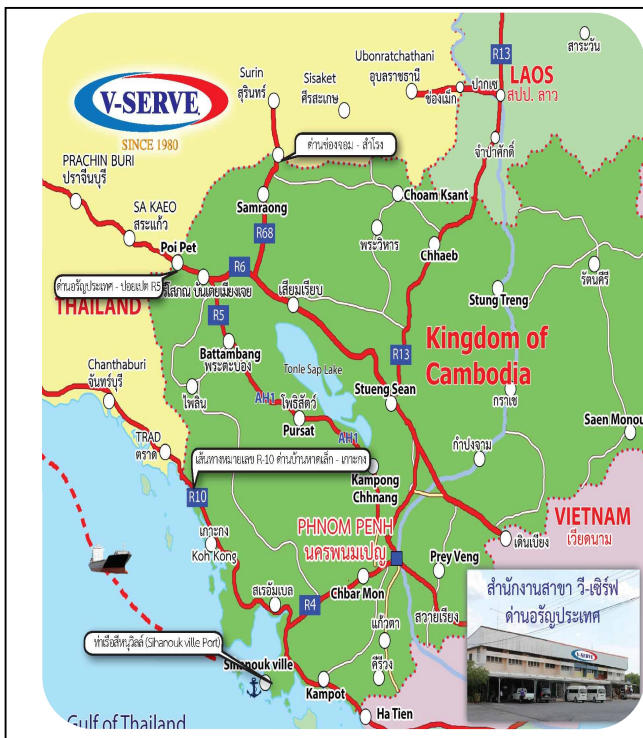 R13
สาระวัน
Ubonratchathani
อุบลราชธานี
LAOS
สปป. ลาว
ปากเซ
ช่องเม็ก
Surin
สุรินทร์
Sisaket
ศีรสะเกษ
V-SERVE
SINCE 1980
จำปาศักดิ์
ด่านช่องจอม - สำโรง
PRACHIN BURI
ปราจีนบุรี
Samraong
Choam Ksant
SA KAEO
สระแก้ว
R68
พระวิหาร
Chhaeb
Poi Pet
R6
รัตนคีรี
ด่านอรัญประเทศ - ปอยเปต R5
ศรีโสภณ บันเตยเมียงเจย
เสียมเรียบ
Stung Treng
THAILAND
R5
Kingdom of
Cambodia
Battambang
พระตะบอง
Tonle Sap Lake
R13
Chanthaburi
จันทร์บุรี
ไพลิน
AH1
โพธิสัตว์
Pursat
Stueng Sean
กราเช
Saen Monou
TRAD
ตราด
AH1
กำปงจาม
เส้นทางหมายเลข R-10 ด่านบ้านหาดเล็ก - เกาะกง
R10
Kampong
Chhnang
VIETNAM
เวียดนาม
เกาะกง
Koh Kong
PHNOM PENH
นครพนมเปญ
เดินเบียง
Prey Veng
สเรอัมเบล
R4
Chbar Mon
สวายเรียง
สำนักงานสาขา วี-เซิร์ฟ
ด่านอรัญประเทศ
V-SERVE
แก้วตา
ท่าเรือสีหนุวิลล์ (Sihanouk ville Port)
Sihanouk ville
คีรีวง
Kampot
Ha Tien
Gulf of Thailand